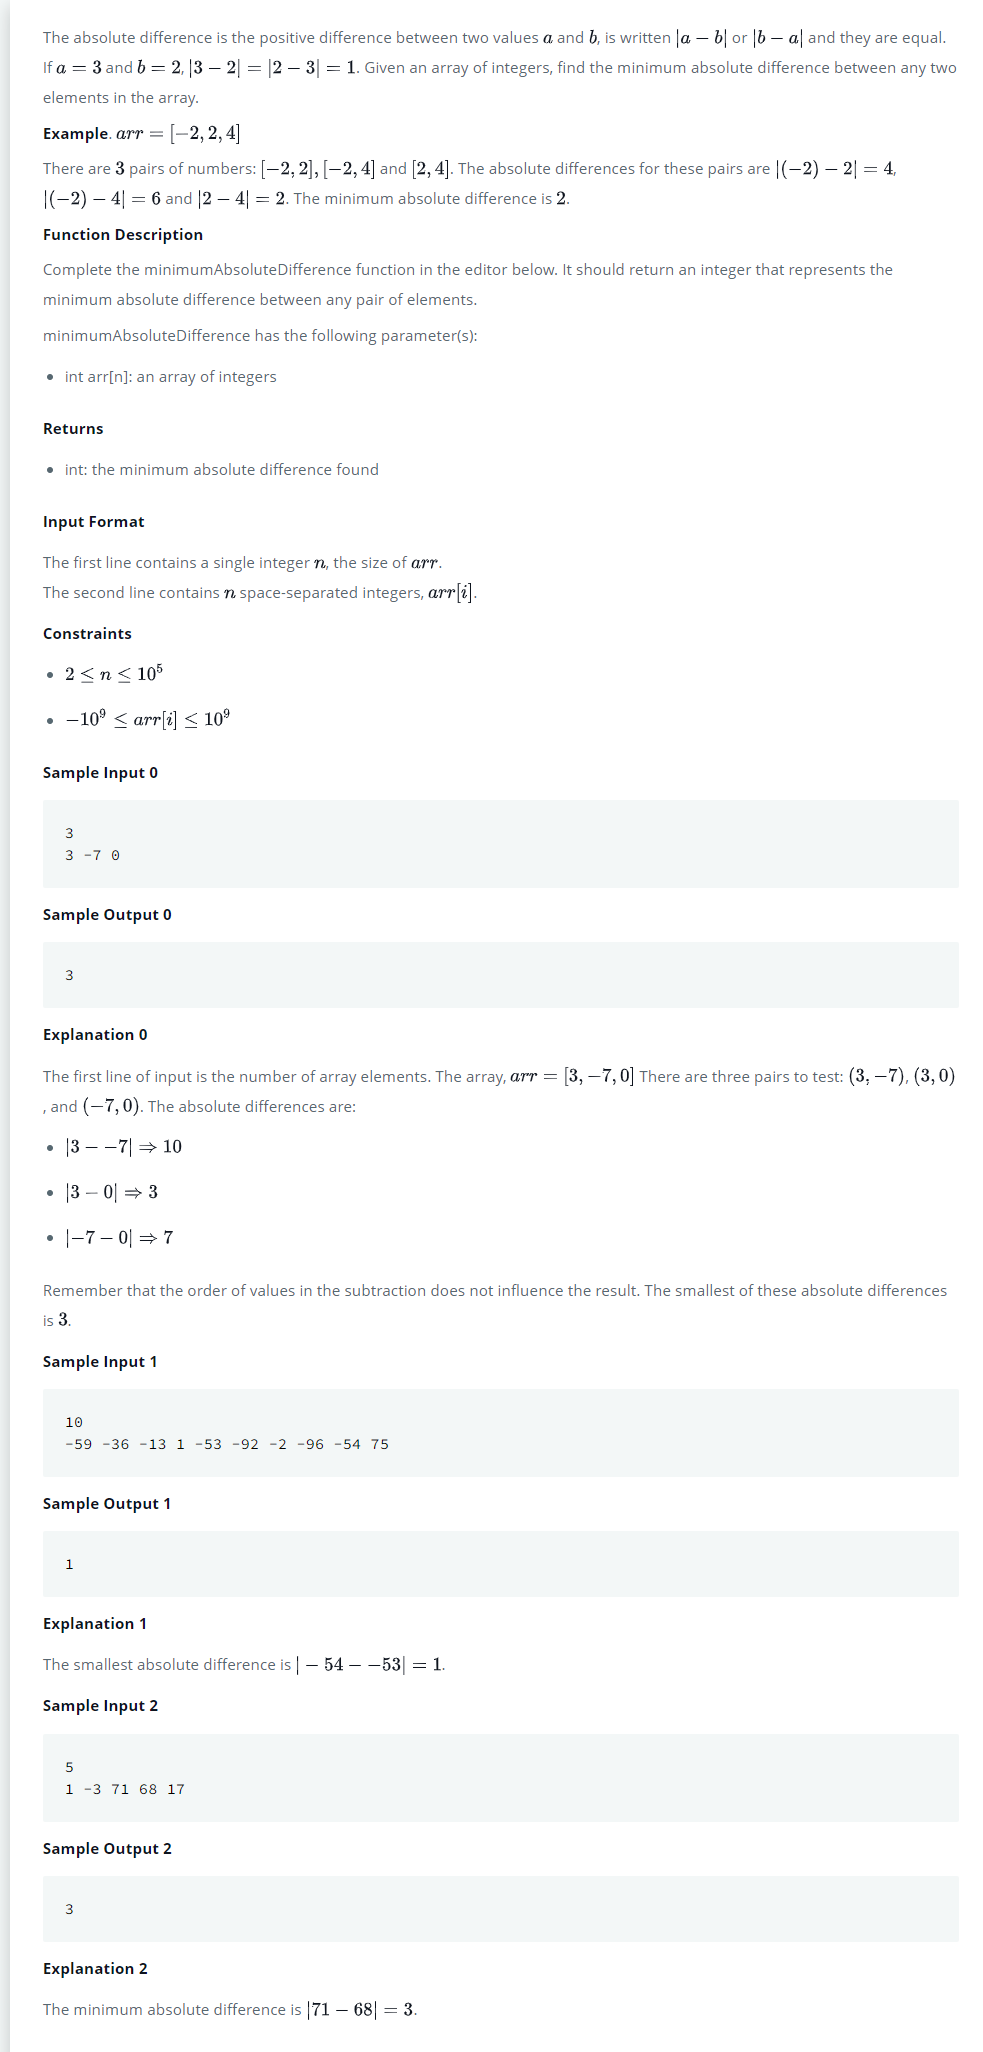 The absolute difference is the positive difference between two values a and b, is written |a − b| or |b − a| and they are equal.
If a = 3 and b = 2, |3 − 2| = |2 − 3| = 1. Given an array of integers, find the minimum absolute difference between any two
elements in the array.
Example. arr = [−2, 2, 4]
There are 3 pairs of numbers: [−2, 2], [−2, 4] and [2, 4]. The absolute differences for these pairs are |(−2) − 2| = 4,
|(−2) − 4| = 6 and |2 − 4| = 2. The minimum absolute difference is 2.
Function Description
Complete the minimumAbsoluteDifference function in the editor below. It should return an integer that represents the
minimum absolute difference between any pair of elements.
minimumAbsoluteDifference has the following parameter(s):
• int arr[n]: an array of integers
Returns
• int: the minimum absolute difference found
Input Format
The first line contains a single integer n, the size of arr.
The second line contains n space-separated integers, arr[i].
Constraints
• 2 ≤ n ≤ 10⁵
• −10⁹ ≤ arr[i] ≤ 10⁹
Sample Input 0
3
3 -7 0
Sample Output 0
3
Explanation 0
The first line of input is the number of array elements. The array, arr = [3, −7, 0] There are three pairs to test: (3, −7), (3, 0)
, and (−7, 0). The absolute differences are:
• |3 − −7| ⇒ 10
• |3 − 0| ⇒ 3
• |−7 − 0| ⇒ 7
Remember that the order of values in the subtraction does not influence the result. The smallest of these absolute differences
is 3.
Sample Input 1
10
-59 -36 -13 1 -53 -92 -2 -96 -54 75
Sample Output 1
1
Explanation 1
The smallest absolute difference is | − 54 − −53| = 1.
Sample Input 2
5
1 -3 71 68 17
Sample Output 2
3
Explanation 2
The minimum absolute difference is |71 − 68| = 3.